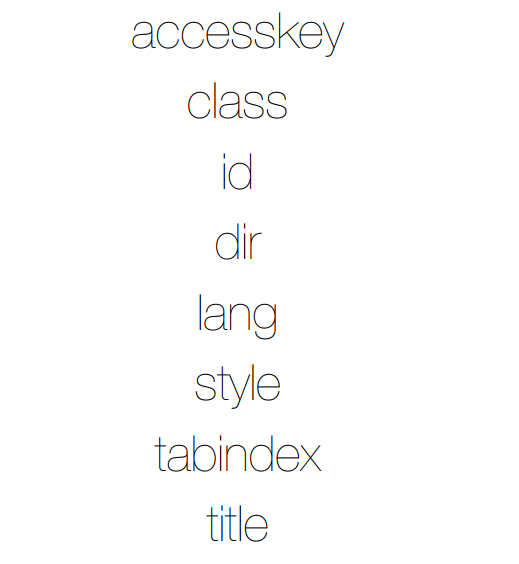 accesskey
class
id
dir
lang
style
tabindex
title